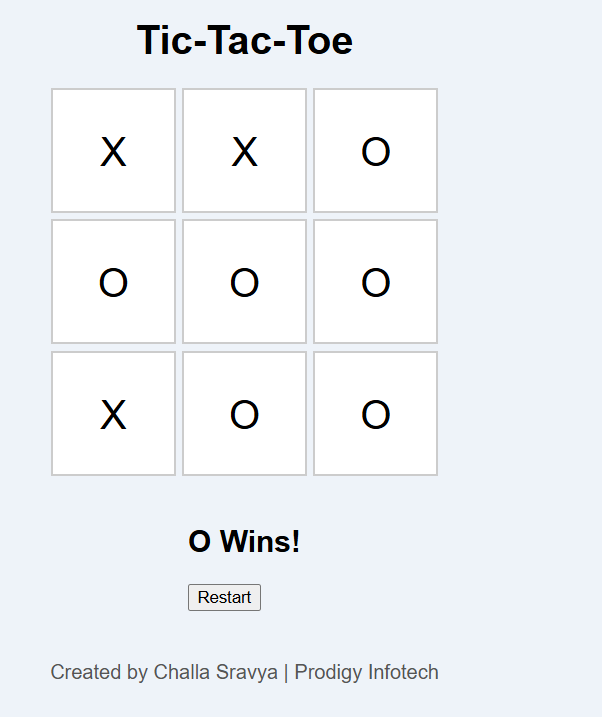 Tic-Tac-Toe
X X O
O O O
X O O
O Wins!
Restart
Created by Challa Sravya | Prodigy Infotech